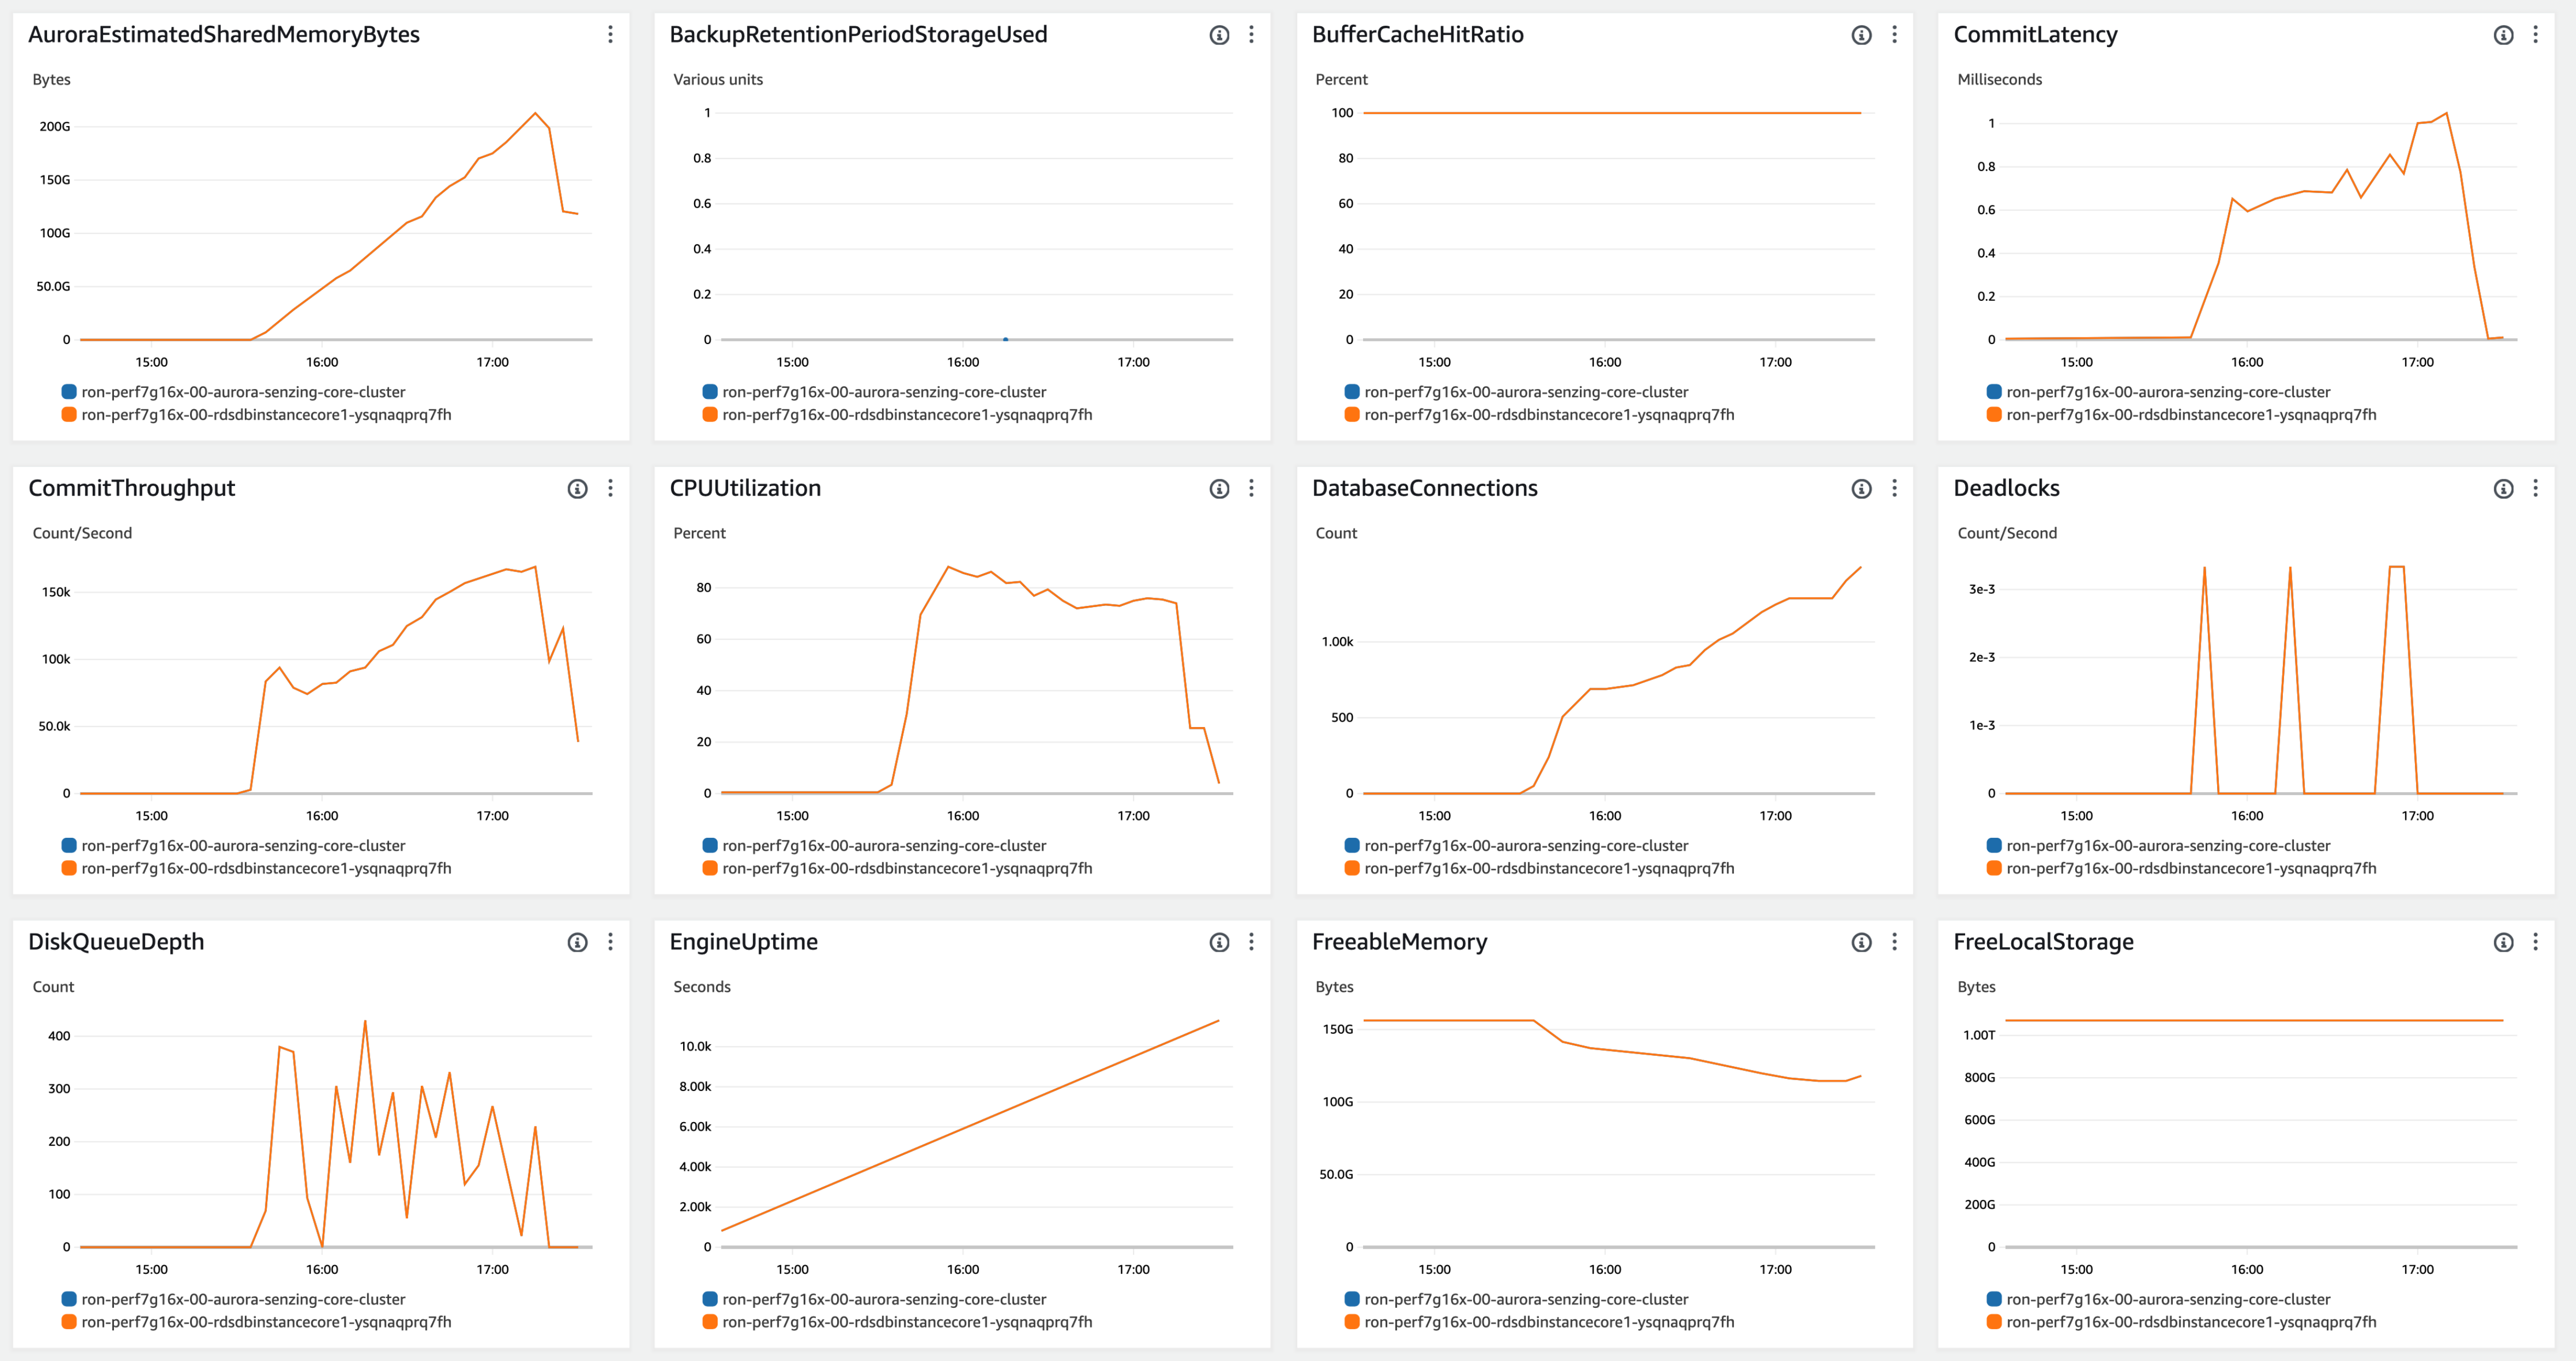 AuroraEstimatedSharedMemoryBytes
Bytes
200G
150G
100G
50.0G
0
15:00 16:00 17:00
ron-perf7g16x-00-aurora-senzing-core-cluster
ron-perf7g16x-00-rdsdbinstancecore1-ysqnaqprq7fh
BackupRetentionPeriodStorageUsed
Various units
1
0.8
0.6
0.4
0.2
0
15:00 16:00 17:00
ron-perf7g16x-00-aurora-senzing-core-cluster
ron-perf7g16x-00-rdsdbinstancecore1-ysqnaqprq7fh
BufferCacheHitRatio
Percent
100
80
60
40
20
0
15:00 16:00 17:00
ron-perf7g16x-00-aurora-senzing-core-cluster
ron-perf7g16x-00-rdsdbinstancecore1-ysqnaqprq7fh
CommitLatency
Milliseconds
1
0.8
0.6
0.4
0.2
0
15:00 16:00 17:00
ron-perf7g16x-00-aurora-senzing-core-cluster
ron-perf7g16x-00-rdsdbinstancecore1-ysqnaqprq7fh
CommitThroughput
Count/Second
150k
100k
50.0k
0
15:00 16:00 17:00
ron-perf7g16x-00-aurora-senzing-core-cluster
ron-perf7g16x-00-rdsdbinstancecore1-ysqnaqprq7fh
CPUUtilization
Percent
80
60
40
20
0
15:00 16:00 17:00
ron-perf7g16x-00-aurora-senzing-core-cluster
ron-perf7g16x-00-rdsdbinstancecore1-ysqnaqprq7fh
DatabaseConnections
Count
1.00k
500
0
15:00 16:00 17:00
ron-perf7g16x-00-aurora-senzing-core-cluster
ron-perf7g16x-00-rdsdbinstancecore1-ysqnaqprq7fh
Deadlocks
Count/Second
3e-3
2e-3
1e-3
0
15:00 16:00 17:00
ron-perf7g16x-00-aurora-senzing-core-cluster
ron-perf7g16x-00-rdsdbinstancecore1-ysqnaqprq7fh
DiskQueueDepth
Count
400
300
200
100
0
15:00 16:00 17:00
ron-perf7g16x-00-aurora-senzing-core-cluster
ron-perf7g16x-00-rdsdbinstancecore1-ysqnaqprq7fh
EngineUptime
Seconds
10.0k
8.00k
6.00k
4.00k
2.00k
0
15:00 16:00 17:00
ron-perf7g16x-00-aurora-senzing-core-cluster
ron-perf7g16x-00-rdsdbinstancecore1-ysqnaqprq7fh
FreeableMemory
Bytes
150G
100G
50.0G
0
15:00 16:00 17:00
ron-perf7g16x-00-aurora-senzing-core-cluster
ron-perf7g16x-00-rdsdbinstancecore1-ysqnaqprq7fh
FreeLocalStorage
Bytes
1.00T
800G
600G
400G
200G
0
15:00 16:00 17:00
ron-perf7g16x-00-aurora-senzing-core-cluster
ron-perf7g16x-00-rdsdbinstancecore1-ysqnaqprq7fh